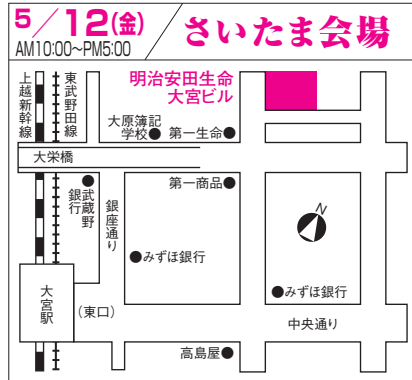 5/12(金)
AM10:00~PM5:00
さいたま会場
上越新幹線
東武野田線
明治安田生命
大宮ビル
大原簿記
学校
第一生命
大栄橋
武蔵野
銀行
銀座通り
第一商品
N
みずほ銀行
みずほ銀行
大宮駅
(東口)
中央通り
高島屋